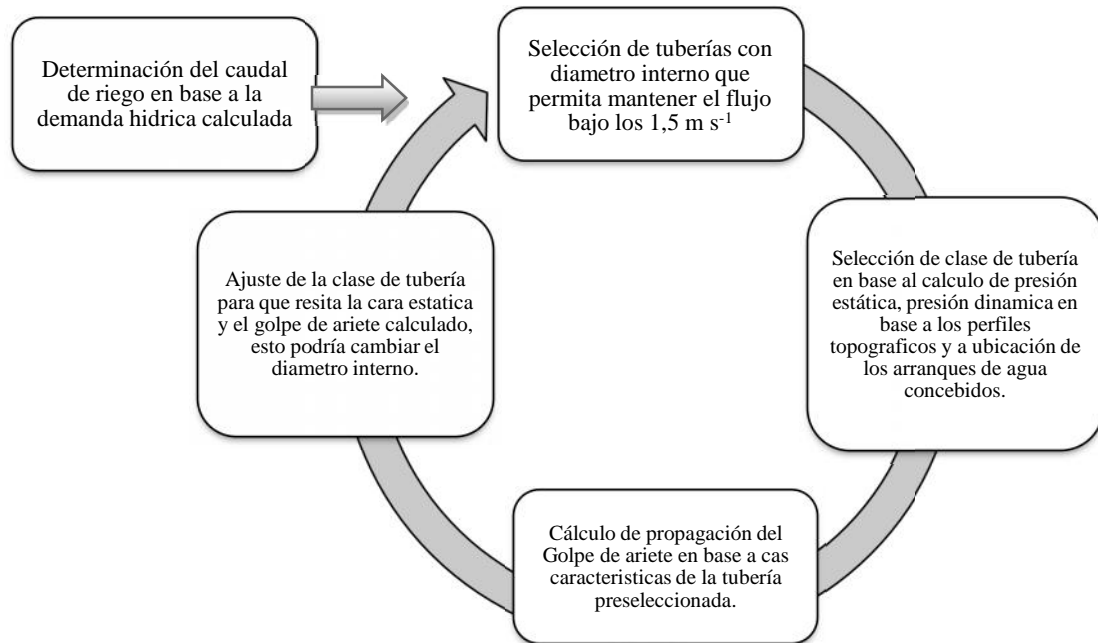 Determinación del caudal
de riego en base a la
demanda hidrica calculada
Selección de tuberías con
diametro interno que
permita mantener el flujo
bajo los 1,5 m s⁻¹
Selección de clase de tubería
en base al calculo de presión
estática, presión dinamica en
base a los perfiles
topograficos y a ubicación de
los arranques de agua
concebidos.
Cálculo de propagación del
Golpe de ariete en base a cas
caracteristicas de la tubería
preseleccionada.
Ajuste de la clase de tubería
para que resita la cara estatica
y el golpe de ariete calculado,
esto podría cambiar el
diametro interno.